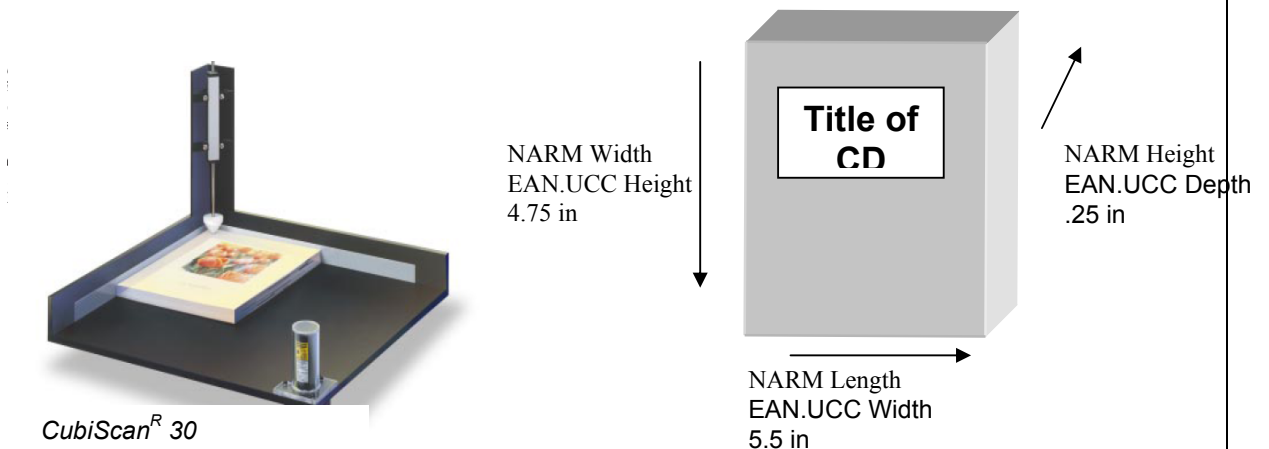 Title of
CD
NARM Width
EAN.UCC Height
4.75 in
NARM Height
EAN.UCC Depth
.25 in
NARM Length
EAN.UCC Width
5.5 in
CubiScanR 30